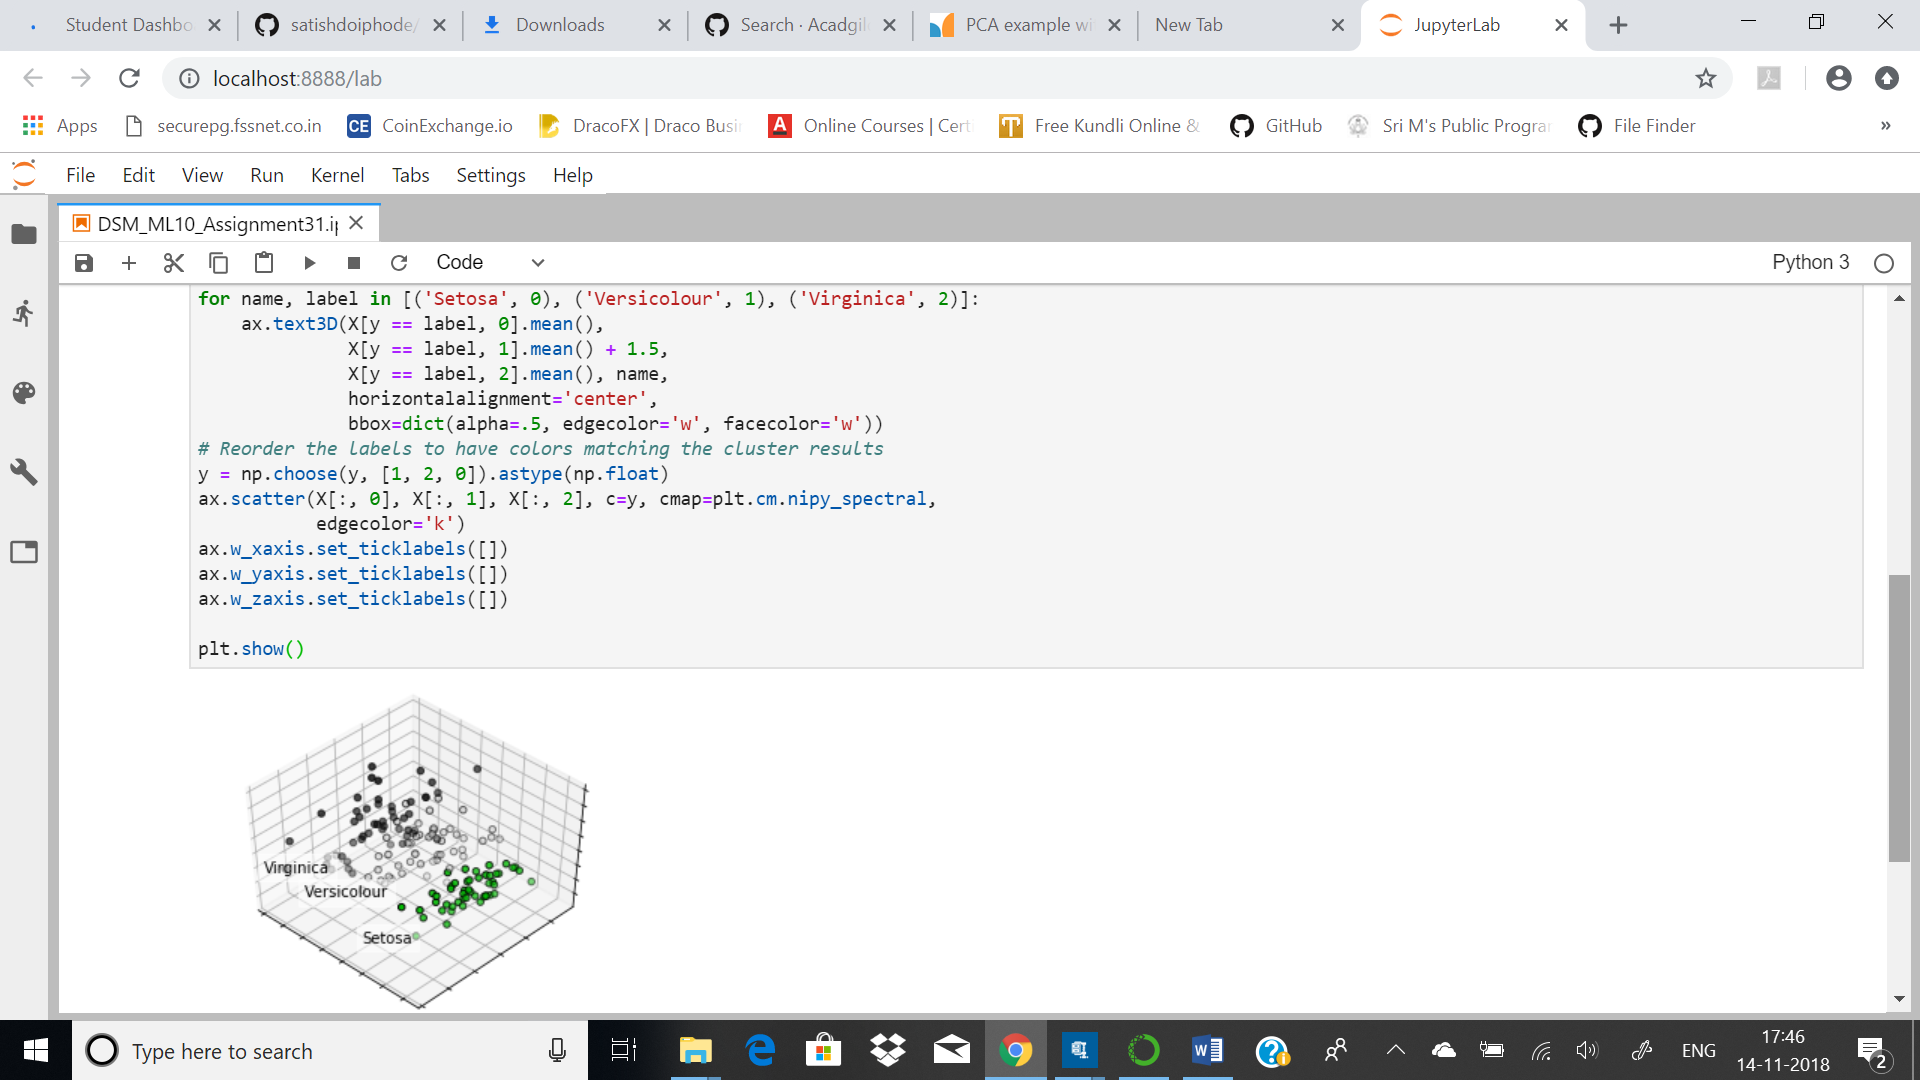 Student Dashbo
satishdoiphode/
Downloads
Search · Acadgil
PCA example wi
New Tab
JupyterLab
localhost:8888/lab
Apps
securepg.fssnet.co.in
CE
CoinExchange.io
DracoFX | Draco Busi
A
Online Courses | Cert
Free Kundli Online &
GitHub
Sri M's Public Progra
File Finder
»
File
Edit
View
Run
Kernel
Tabs
Settings
Help
DSM_ML10_Assignment31.i
Code
Python 3
for name, label in [('Setosa', 0), ('Versicolour', 1), ('Virginica', 2)]:
    ax.text3D(X[y == label, 0].mean(),
              X[y == label, 1].mean() + 1.5,
              X[y == label, 2].mean(), name,
              horizontalalignment='center',
              bbox=dict(alpha=.5, edgecolor='w', facecolor='w'))
# Reorder the labels to have colors matching the cluster results
y = np.choose(y, [1, 2, 0]).astype(np.float)
ax.scatter(X[:, 0], X[:, 1], X[:, 2], c=y, cmap=plt.cm.nipy_spectral,
           edgecolor='k')
ax.w_xaxis.set_ticklabels([])
ax.w_yaxis.set_ticklabels([])
ax.w_zaxis.set_ticklabels([])
plt.show()
Virginica
Versicolour
Setosa
Type here to search
ENG
17:46
14-11-2018
2